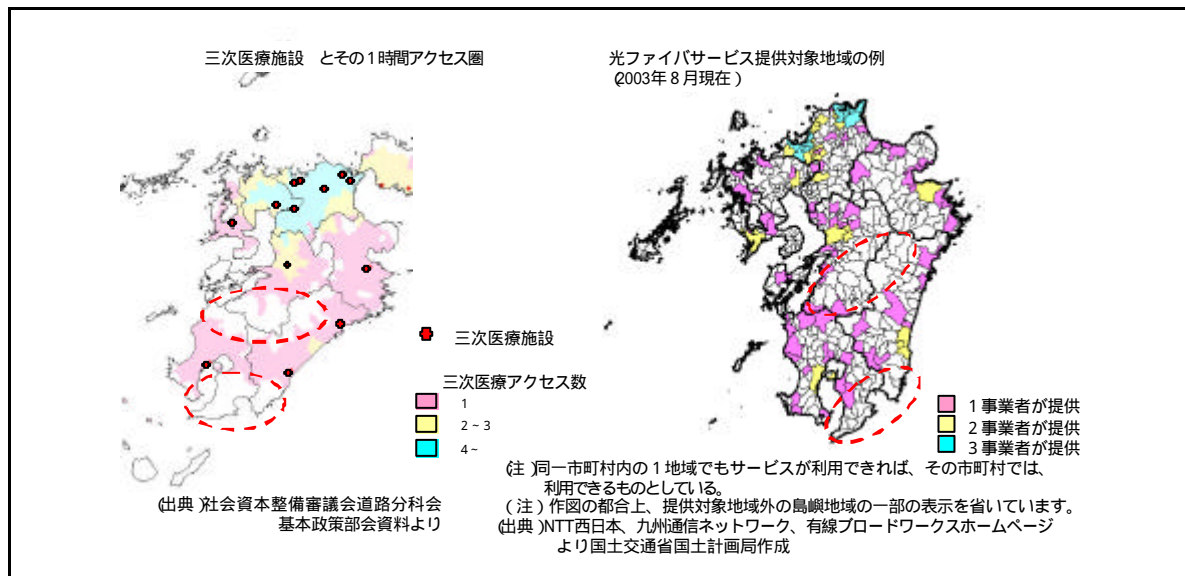 三次医療施設 とその1時間アクセス圏
三次医療施設
三次医療アクセス数
1
2~3
4~
(出典)社会資本整備審議会道路分科会
基本政策部会資料より
光ファイバサービス提供対象地域の例
(2003年8月現在)
1事業者が提供
2事業者が提供
3事業者が提供
(注)同一市町村内の1地域でもサービスが利用できれば、その市町村では、
利用できるものとしている。
(注)作図の都合上、提供対象地域外の島嶼地域の一部の表示を省いています。
(出典)NTT西日本、九州通信ネットワーク、有線ブロードワークスホームページ
より国土交通省国土計画局作成